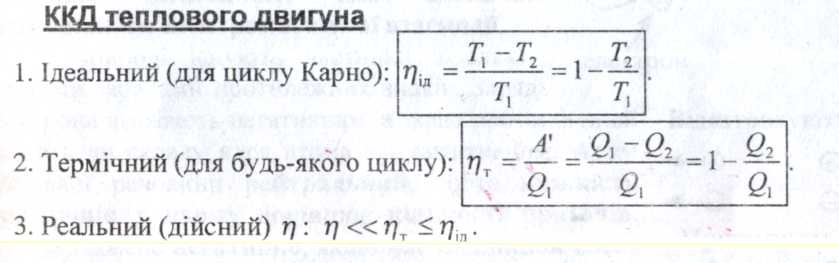 ККД теплового двигуна
1. Ідеальний (для циклу Карно): η_ід = (T₁ − T₂)/T₁ = 1 − T₂/T₁.
2. Термічний (для будь-якого циклу): η_т = A'/Q₁ = (Q₁ − Q₂)/Q₁ = 1 − Q₂/Q₁.
3. Реальний (дійсний) η : η << η_т ≤ η_ід .